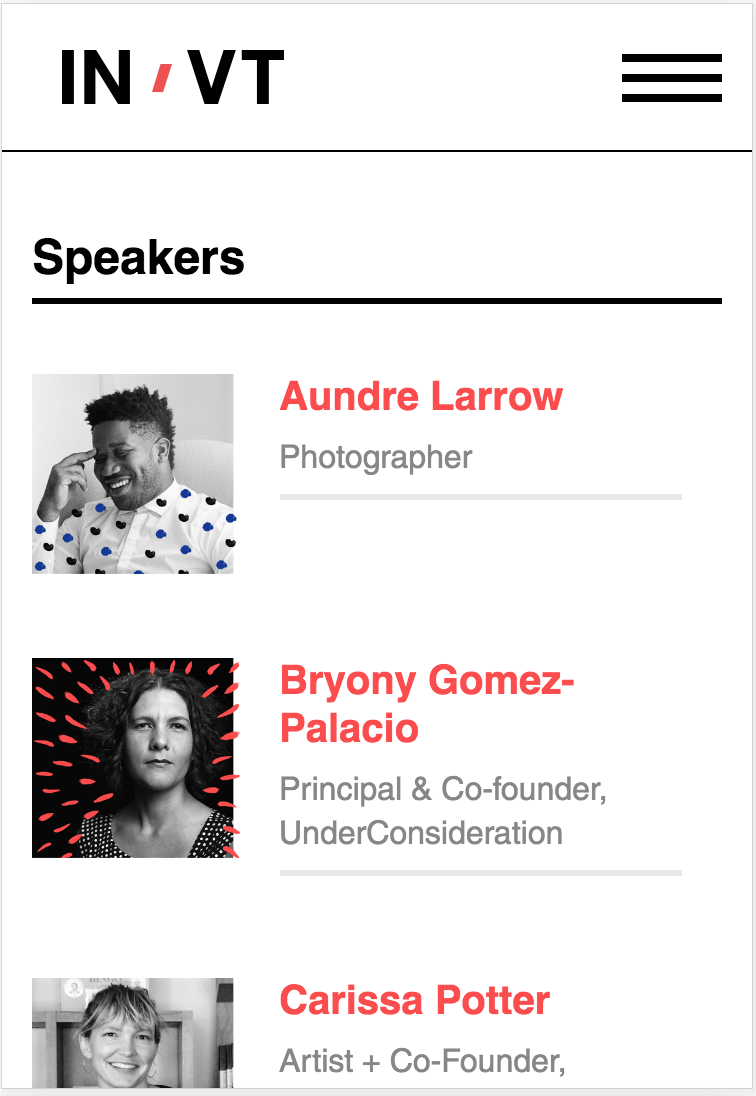 IN/VT
Speakers
Aundre Larrow
Photographer
Bryony Gomez-
Palacio
Principal & Co-founder,
UnderConsideration
Carissa Potter
Artist + Co-Founder,